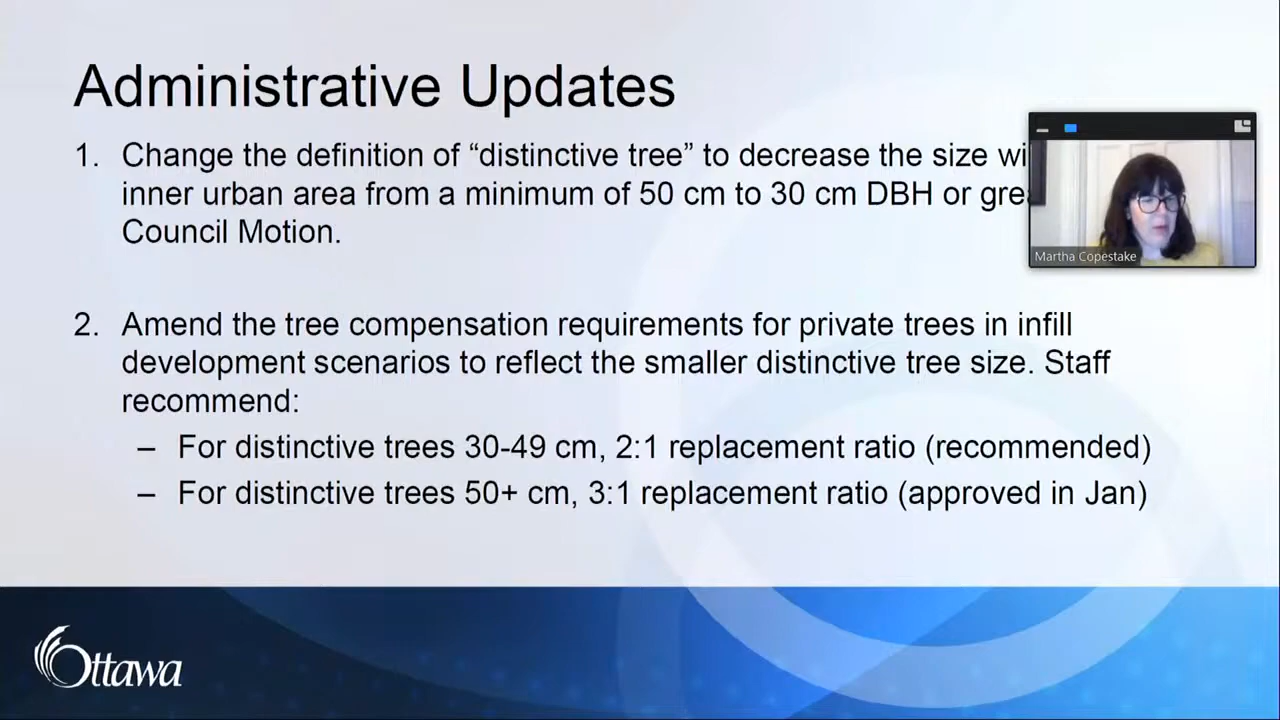 Administrative Updates
1. Change the definition of “distinctive tree” to decrease the size
inner urban area from a minimum of 50 cm to 30 cm DBH or
Council Motion.
Martha Copestake
2. Amend the tree compensation requirements for private trees in infill
development scenarios to reflect the smaller distinctive tree size. Staff
recommend:
– For distinctive trees 30-49 cm, 2:1 replacement ratio (recommended)
– For distinctive trees 50+ cm, 3:1 replacement ratio (approved in Jan)
Ottawa